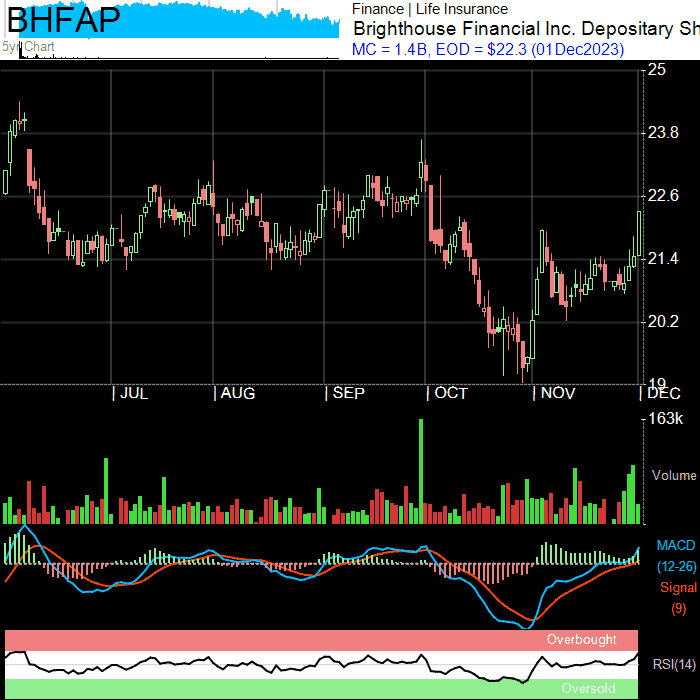 BHFAP
5yr Chart
Finance | Life Insurance
Brighthouse Financial Inc. Depositary Sh
MC = 1.4B, EOD = $22.3 (01Dec2023)
25
23.8
22.6
21.4
20.2
19
JUL AUG SEP OCT NOV DEC
163k
Volume
MACD
(12-26)
Signal
(9)
Overbought
RSI(14)
Oversold